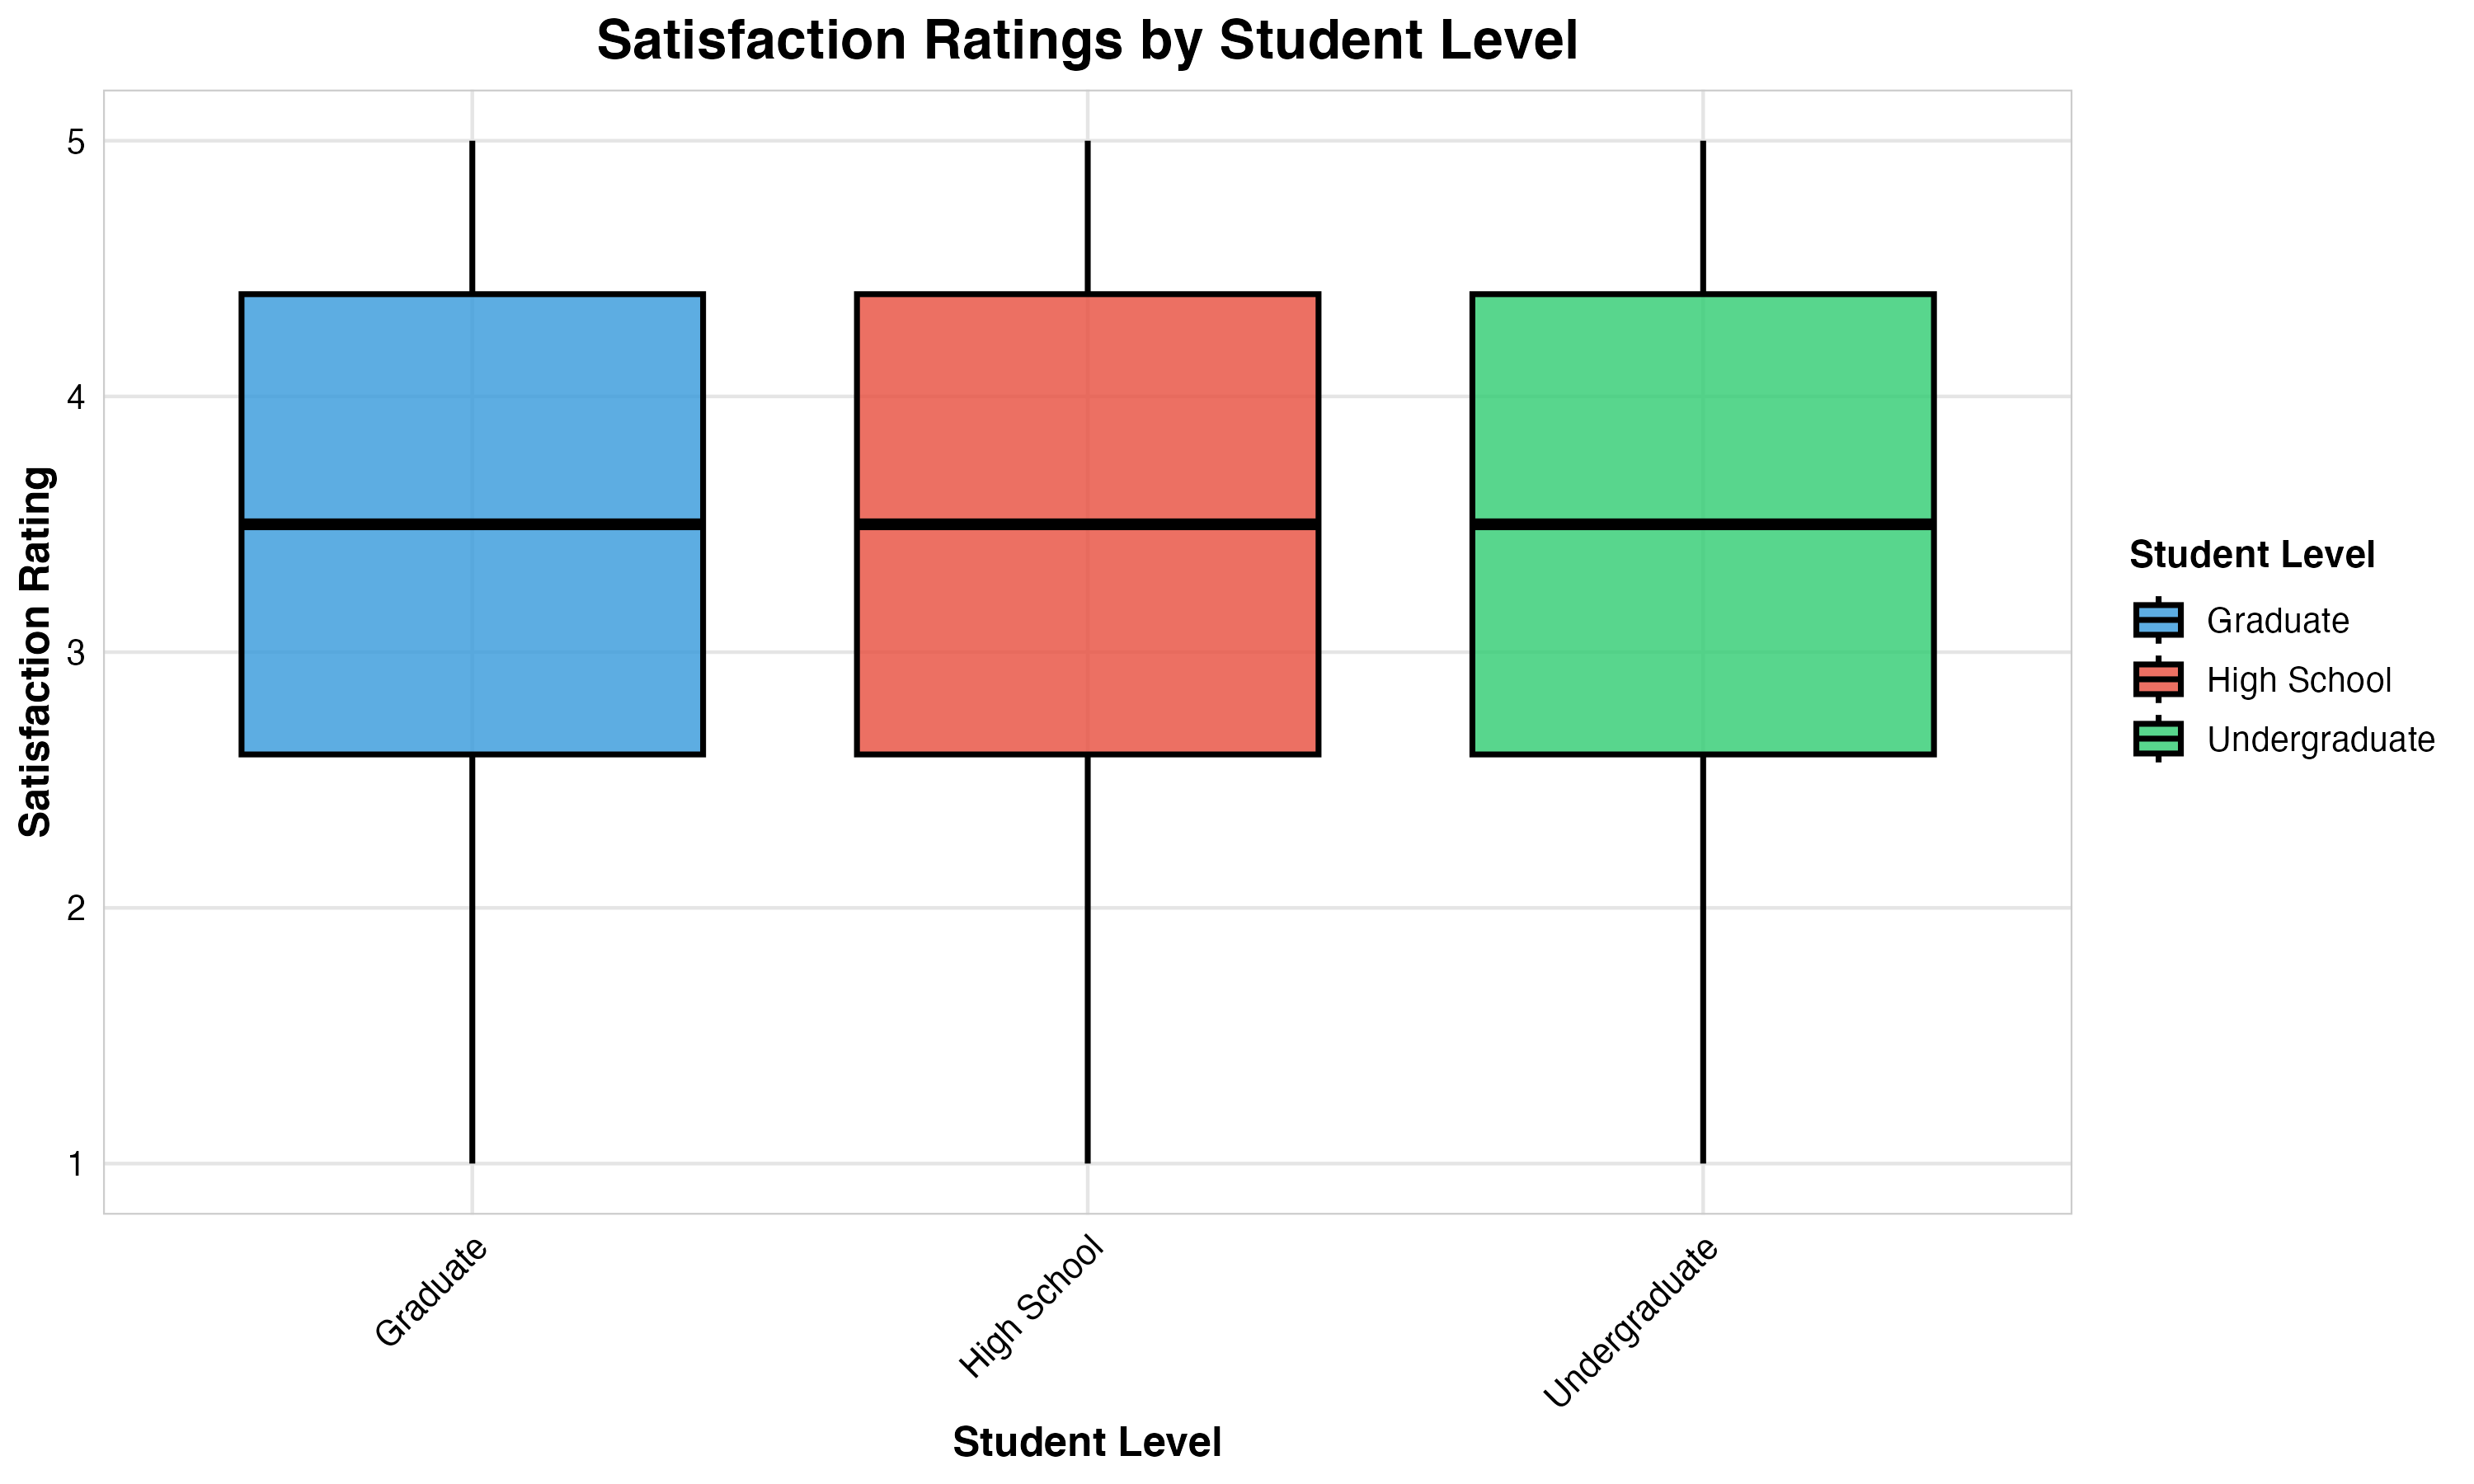 Satisfaction Ratings by Student Level
Satisfaction Rating
5
4
3
2
1
Graduate
High School
Undergraduate
Student Level
Student Level
Graduate
High School
Undergraduate